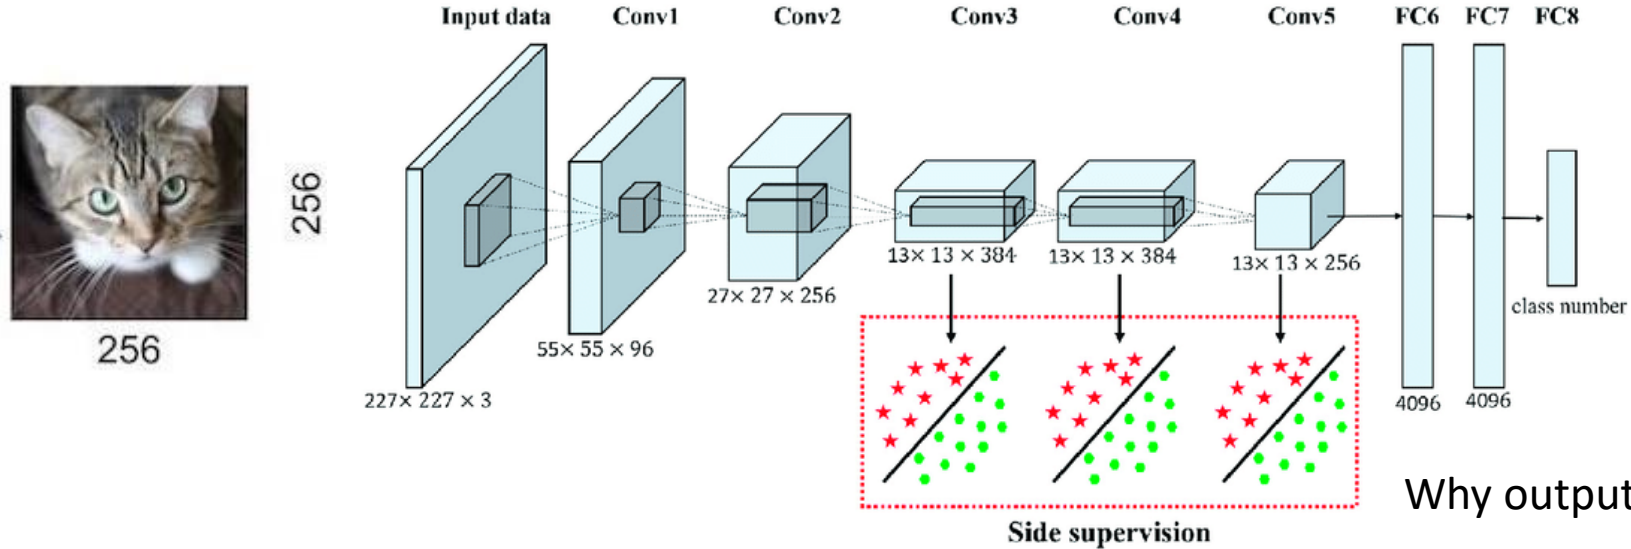 Input data
Conv1
Conv2
Conv3
Conv4
Conv5
FC6
FC7
FC8
256
256
227× 227 × 3
55× 55 × 96
27× 27 × 256
13× 13 × 384
13× 13 × 384
13× 13 × 256
4096
4096
class number
Side supervision
Why output